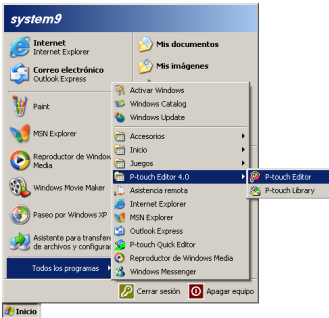 system9
Internet
Internet Explorer
Correo electrónico
Outlook Express
Paint
MSN Explorer
Reproductor de Window
Media
Windows Movie Maker
Paseo por Windows XP
Asistente para transfere
de archivos y configurac
Todos los programas
Mis documentos
Mis imágenes
Activar Windows
Windows Catalog
Windows Update
Accesorios
Inicio
Juegos
P-touch Editor 4.0
Asistencia remota
Internet Explorer
MSN Explorer
Outlook Express
P-touch Quick Editor
Reproductor de Windows Media
Windows Messenger
P-touch Editor
P-touch Library
Cerrar sesión
Apagar equipo
Inicio